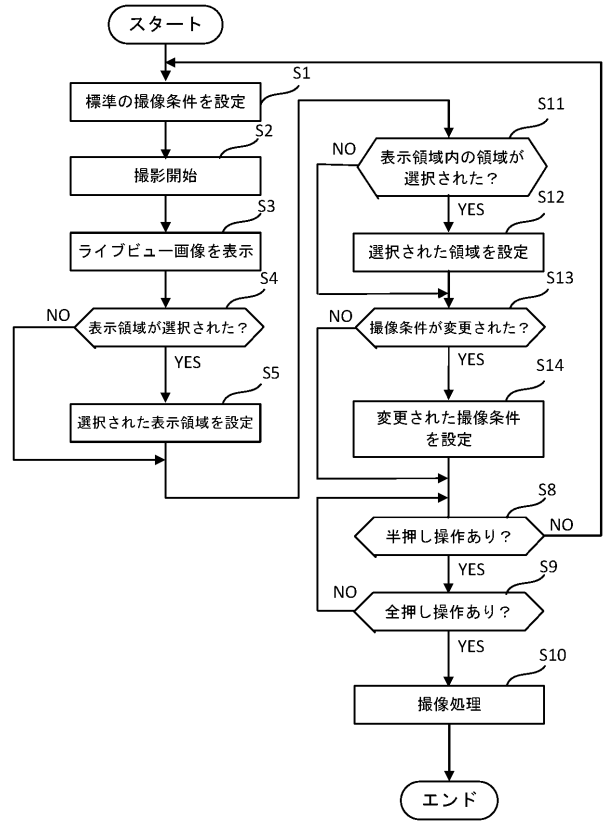 スタート
S1
標準の撮像条件を設定
S2
撮影開始
S3
ライブビュー画像を表示
S4
NO
表示領域が選択された？
YES
S5
選択された表示領域を設定
S11
NO
表示領域内の領域が
選択された？
YES
S12
選択された領域を設定
S13
NO
撮像条件が変更された？
YES
S14
変更された撮像条件
を設定
S8
半押し操作あり？
NO
YES
S9
NO
全押し操作あり？
YES
S10
撮像処理
エンド